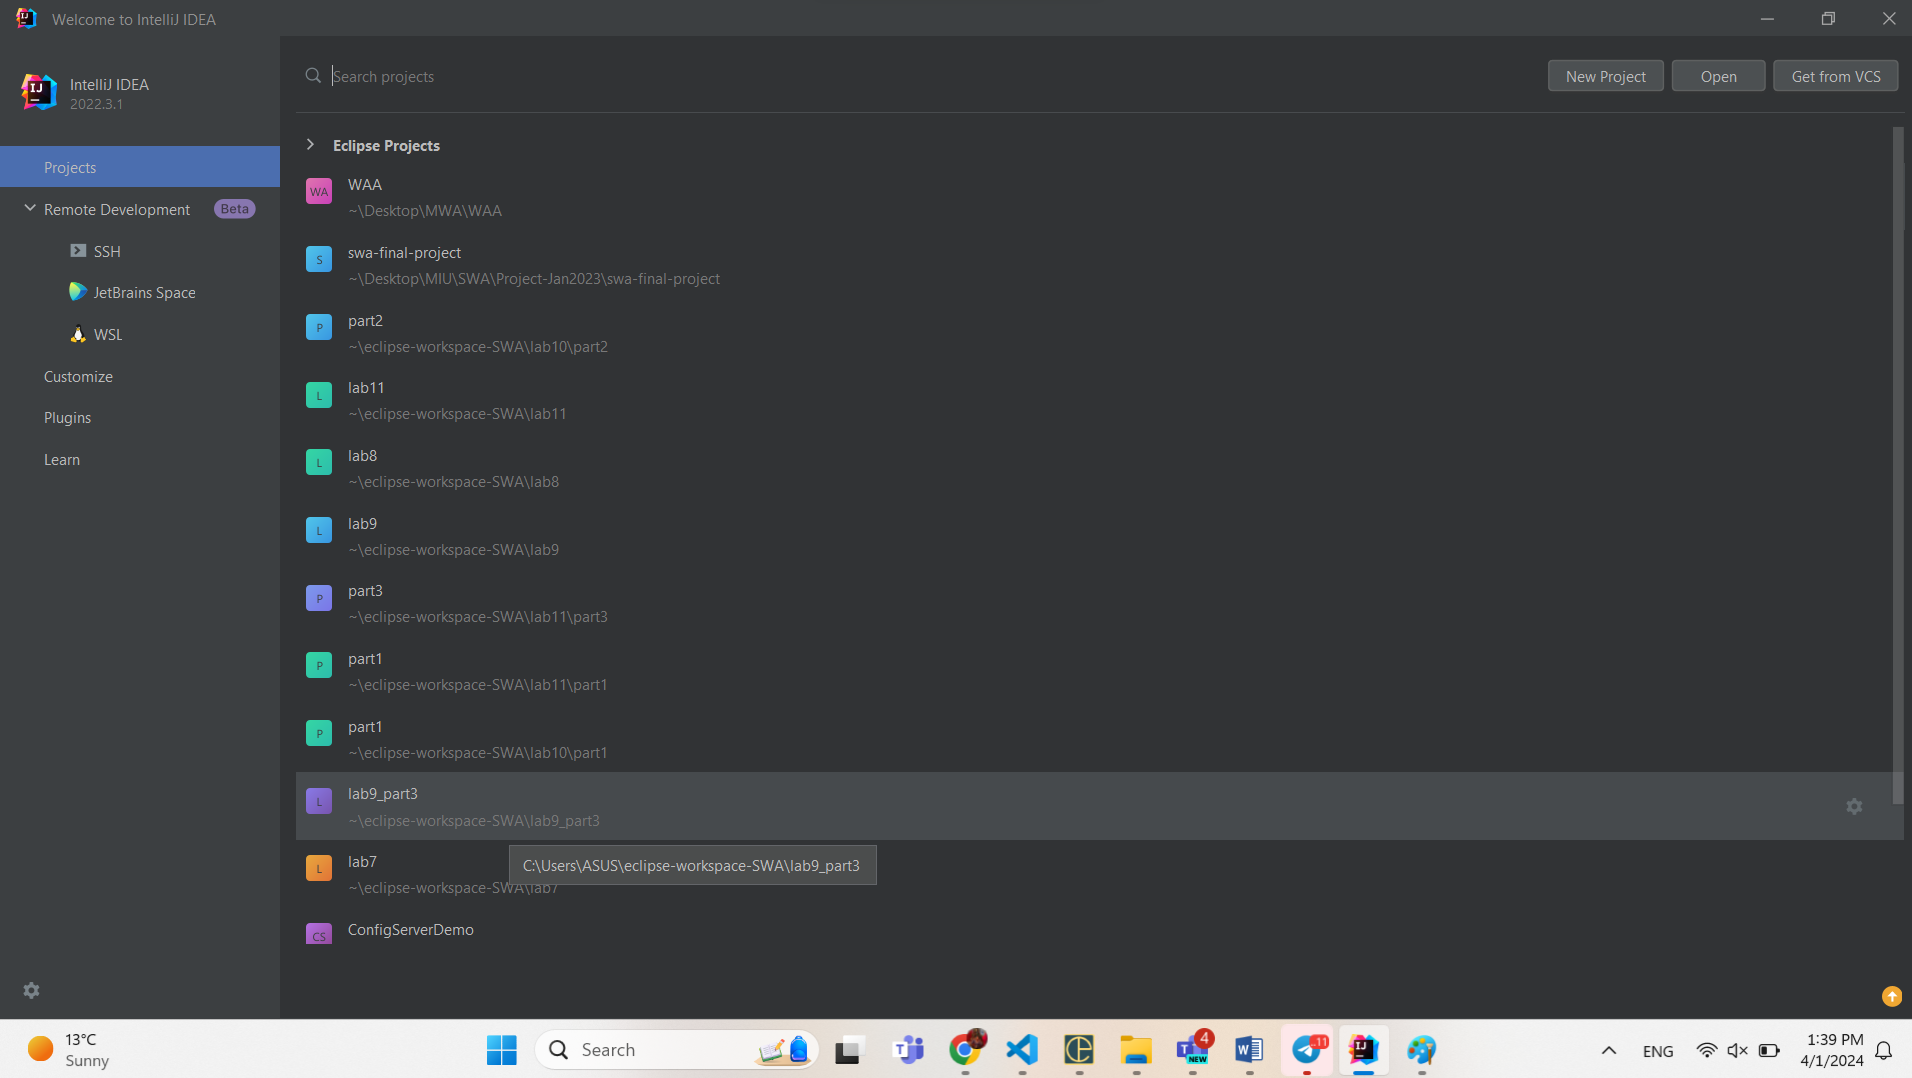 Welcome to IntelliJ IDEA
IntelliJ IDEA
2022.3.1
Projects
Remote Development Beta
SSH
JetBrains Space
WSL
Customize
Plugins
Learn
Search projects
New Project
Open
Get from VCS
Eclipse Projects
WA
WAA
~\Desktop\MWA\WAA
S
swa-final-project
~\Desktop\MIU\SWA\Project-Jan2023\swa-final-project
P
part2
~\eclipse-workspace-SWA\lab10\part2
L
lab11
~\eclipse-workspace-SWA\lab11
L
lab8
~\eclipse-workspace-SWA\lab8
L
lab9
~\eclipse-workspace-SWA\lab9
P
part3
~\eclipse-workspace-SWA\lab11\part3
P
part1
~\eclipse-workspace-SWA\lab11\part1
P
part1
~\eclipse-workspace-SWA\lab10\part1
L
lab9_part3
~\eclipse-workspace-SWA\lab9_part3
L
lab7
C:\Users\ASUS\eclipse-workspace-SWA\lab9_part3
~\eclipse-workspace-SWA\lab7
CS
ConfigServerDemo
13°C
Sunny
Search
4
NEW
11
ENG
1:39 PM
4/1/2024